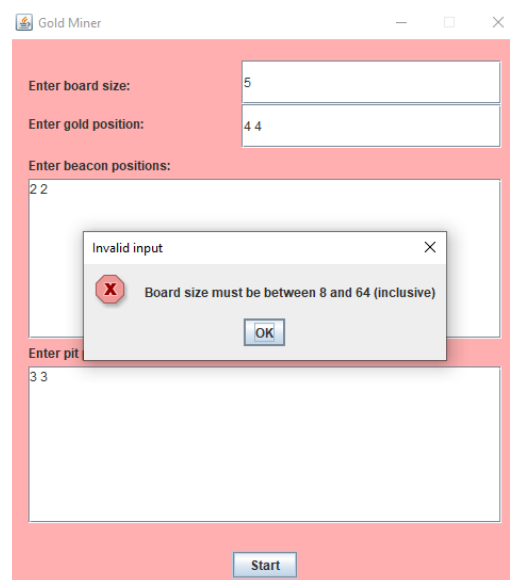 Gold Miner
Enter board size:
5
Enter gold position:
4 4
Enter beacon positions:
2 2
Invalid input
X
Board size must be between 8 and 64 (inclusive)
OK
Enter pit
3 3
Start